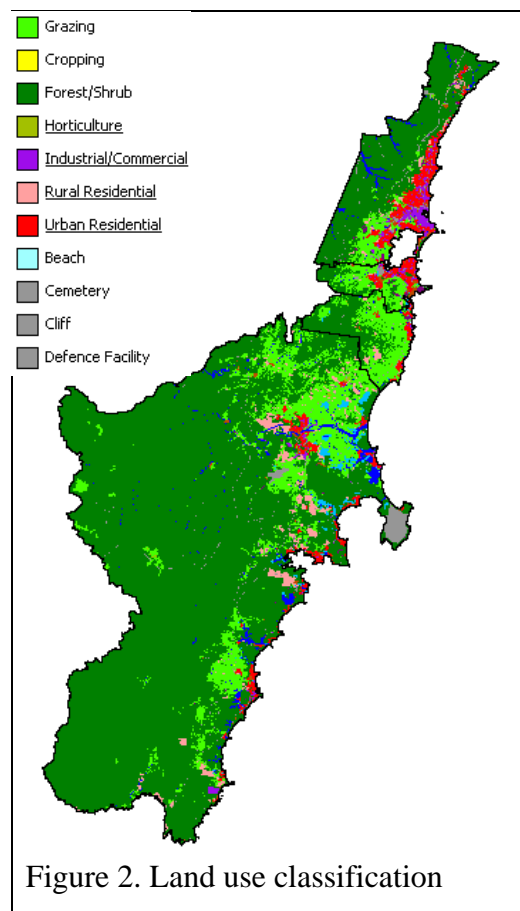 Grazing
Cropping
Forest/Shrub
Horticulture
Industrial/Commercial
Rural Residential
Urban Residential
Beach
Cemetery
Cliff
Defence Facility
Figure 2. Land use classification